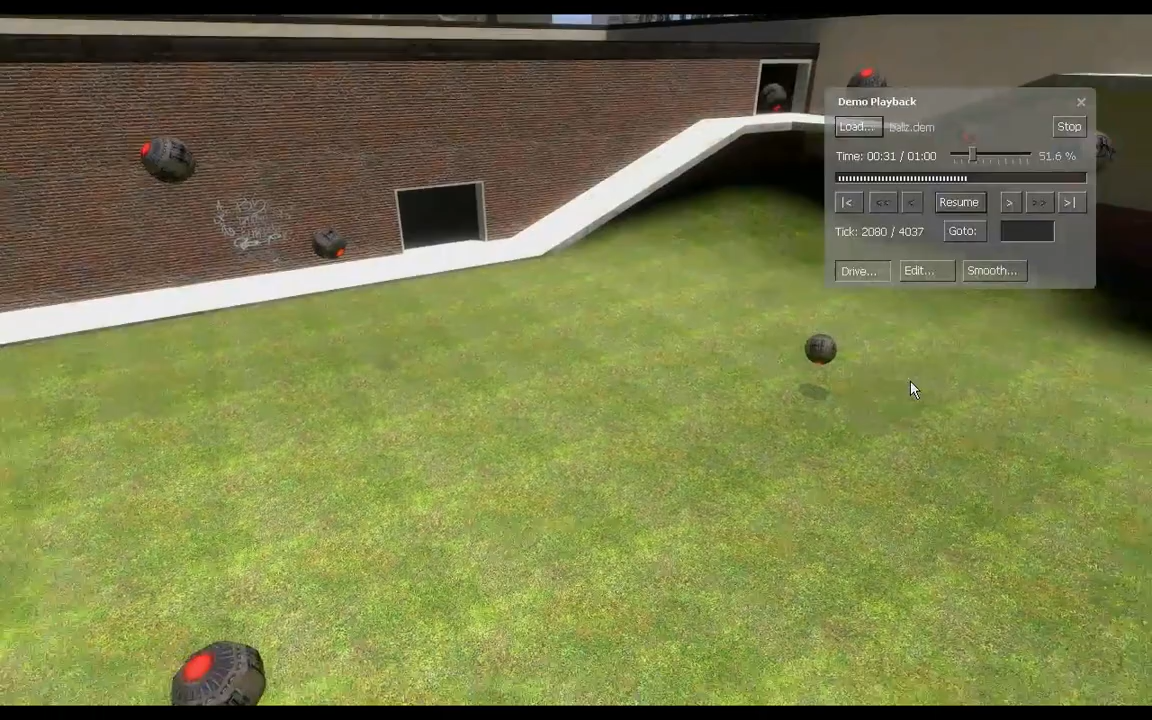 Demo Playback
Load... balz.dem Stop
Time: 00:31 / 01:00 51.6 %
|< << < Resume > >> >|
Tick: 2080 / 4037 Goto:
Drive... Edit... Smooth...